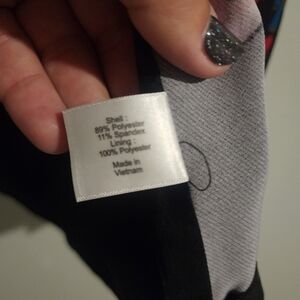 Shell :
89% Polyester
11% Spandex
Lining :
100% Polyester
Made in
Vietnam